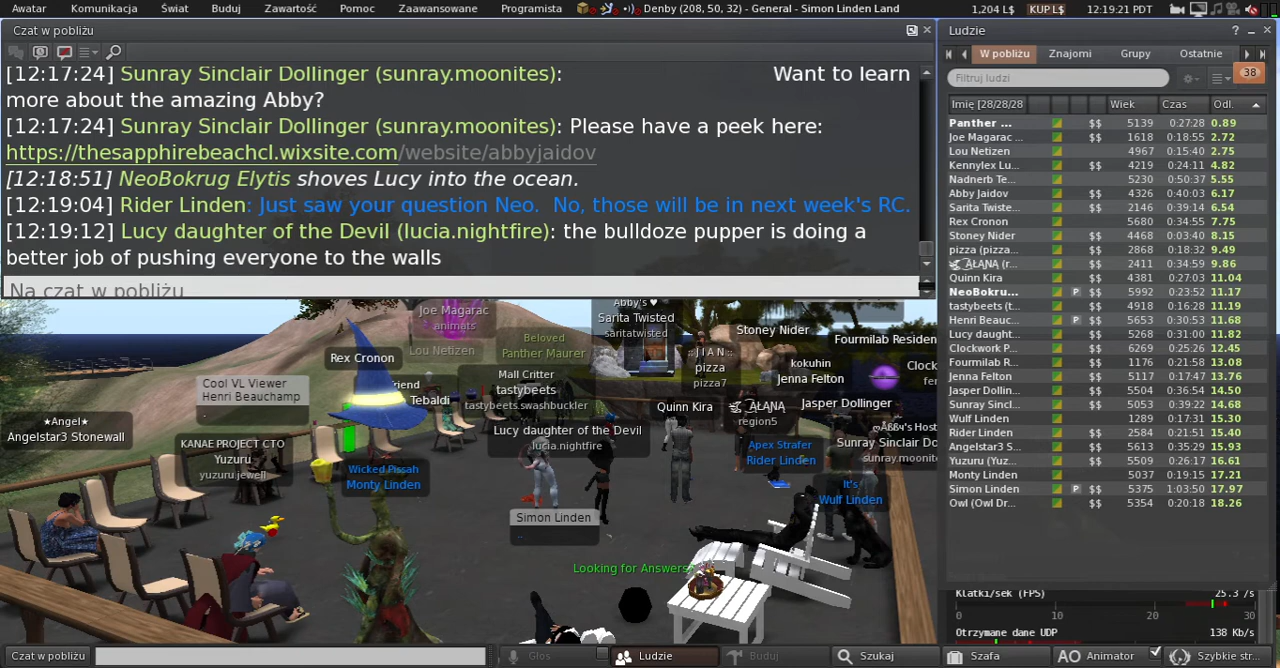 Awatar Komunikacja Świat Buduj Zawartość Pomoc Zaawansowane Programista Denby (208, 50, 32) - General - Simon Linden Land 1,204 L$ KUP L$ 12:19:21 PDT
Czat w pobliżu
[12:17:24] Sunray Sinclair Dollinger (sunray.moonites): Want to learn
more about the amazing Abby?
[12:17:24] Sunray Sinclair Dollinger (sunray.moonites): Please have a peek here:
https://thesapphirebeachcl.wixsite.com/website/abbyjaidov
[12:18:51] NeoBokrug Elytis shoves Lucy into the ocean.
[12:19:04] Rider Linden: Just saw your question Neo. No, those will be in next week's RC.
[12:19:12] Lucy daughter of the Devil (lucia.nightfire): the bulldoze pupper is doing a
better job of pushing everyone to the walls
Na czat w pobliżu
Joe Magarac
animats
Lou Netizen
Beloved
Panther Maurer
Abby's ♥
Sarita Twisted
saritatwisted
Stoney Nider
Fourmilab Residen
Rex Cronon
Friend
Tebaldi
Mall Critter
tastybeets
tastybeets.swashbuckler
:: J I A N ::
pizza
pizza7
kokuhin
Jenna Felton
Clock
Cool VL Viewer
Henri Beauchamp
Quinn Kira
region5
Jasper Dollinger
★Angel★
Angelstar3 Stonewall
KANAE PROJECT CTO
Yuzuru
yuzuru.jewell
Lucy daughter of the Devil
lucia.nightfire
Sunray Sinclair Do
sunray.moonite
Wicked Pissah
Monty Linden
Apex Strafer
Rider Linden
It's
Wulf Linden
Simon Linden
Looking for Answers
Ludzie
W pobliżu Znajomi Grupy Ostatnie
Filtruj ludzi
38
Imię [28/28/28 Wiek Czas Odl.
Panther ... $$ 5139 0:27:28 0.89
Joe Magarac ... $$ 1618 0:18:55 2.72
Lou Netizen 4967 0:15:40 2.75
Kennylex Lu... $$ 4219 0:24:11 4.82
Nadnerb Te... 5230 0:50:37 5.55
Abby Jaidov $$ 4326 0:40:03 6.17
Sarita Twiste... $$ 2146 0:39:14 6.54
Rex Cronon 5680 0:34:55 7.75
Stoney Nider $$ 4468 0:03:40 8.15
pizza (pizza... $$ 2868 0:18:32 9.49
$$ 2411 0:34:59 9.86
Quinn Kira $$ 4381 0:27:03 11.04
NeoBokru... P $$ 5992 0:23:52 11.17
tastybeets (t... $$ 4918 0:16:28 11.19
Henri Beauc... P $$ 5653 0:30:53 11.68
Lucy daught... $$ 5268 0:31:00 11.82
Clockwork P... $$ 6269 0:25:26 12.45
Fourmilab R... $$ 1176 0:21:58 13.08
Jenna Felton $$ 5117 0:17:47 13.76
Jasper Dollin... $$ 5504 0:36:54 14.50
Sunray Sincl... $$ 5043 0:39:22 14.68
Wulf Linden 1289 0:17:31 15.30
Rider Linden $$ 2584 0:21:51 15.40
Angelstar3 S... $$ 5613 0:35:29 15.93
Yuzuru (Yuz... $$ 5509 0:26:17 16.61
Monty Linden 5037 0:19:15 17.21
Simon Linden P $$ 5375 1:03:50 17.97
Owl (Owl Dr... $$ 5354 0:20:18 18.26
Klatki/sek (FPS) 25.3 /s
0 10 20 30
Otrzymane dane UDP 138 Kb/s
Czat w pobliżu Głos Ludzie Buduj Szukaj Szafa AO Animator Szybkie str...